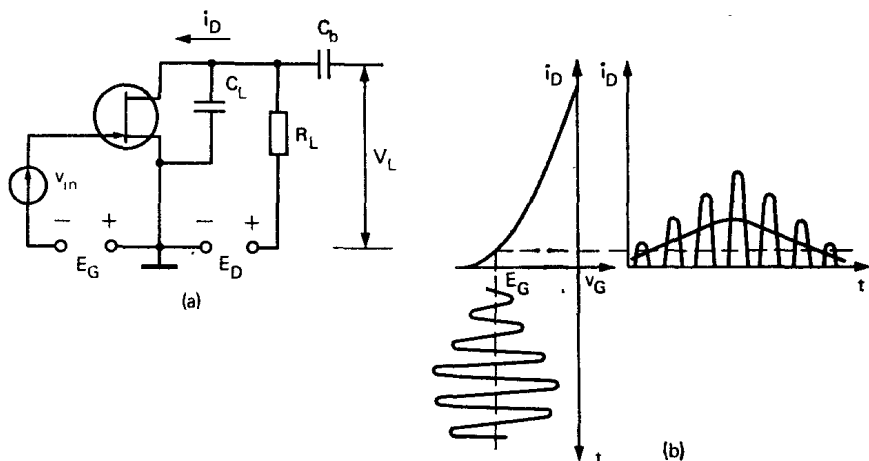 i_D
C_b
C_L
R_L
V_L
v_in
− + − +
E_G E_D
(a)
i_D i_D
E_G v_G t
t
(b)